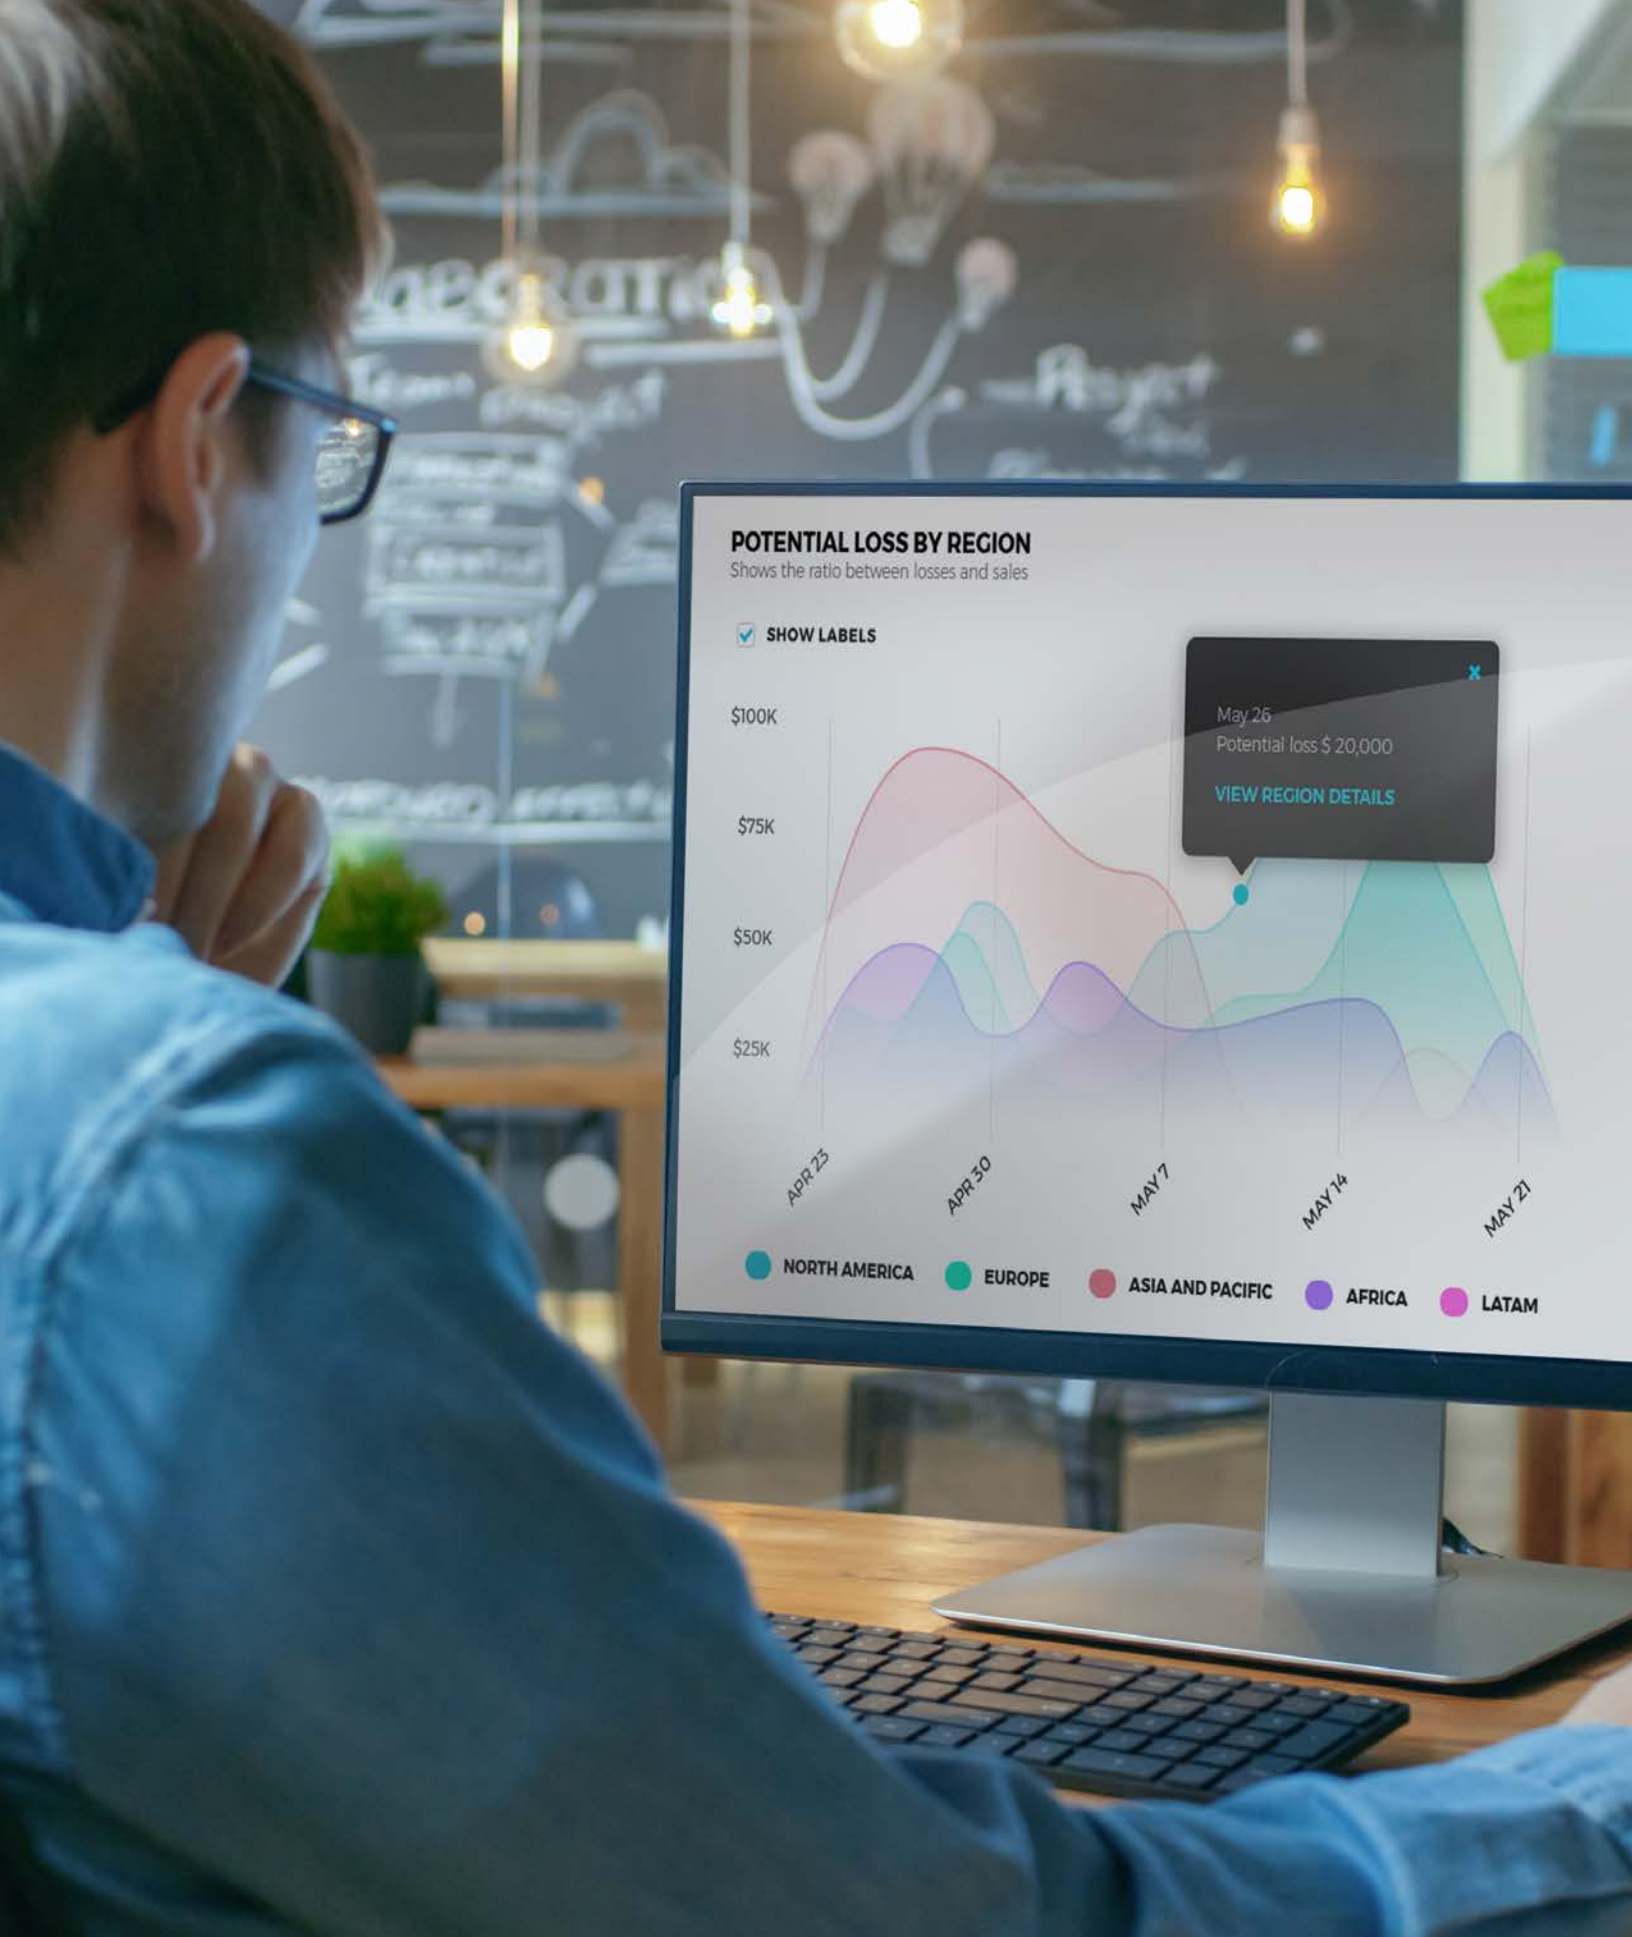 Project
POTENTIAL LOSS BY REGION
Shows the ratio between losses and sales
SHOW LABELS
x
May 26
Potential loss $ 20,000
VIEW REGION DETAILS
$100K
$75K
$50K
$25K
APR 23
APR 30
MAY 7
MAY 14
MAY 21
NORTH AMERICA
EUROPE
ASIA AND PACIFIC
AFRICA
LATAM